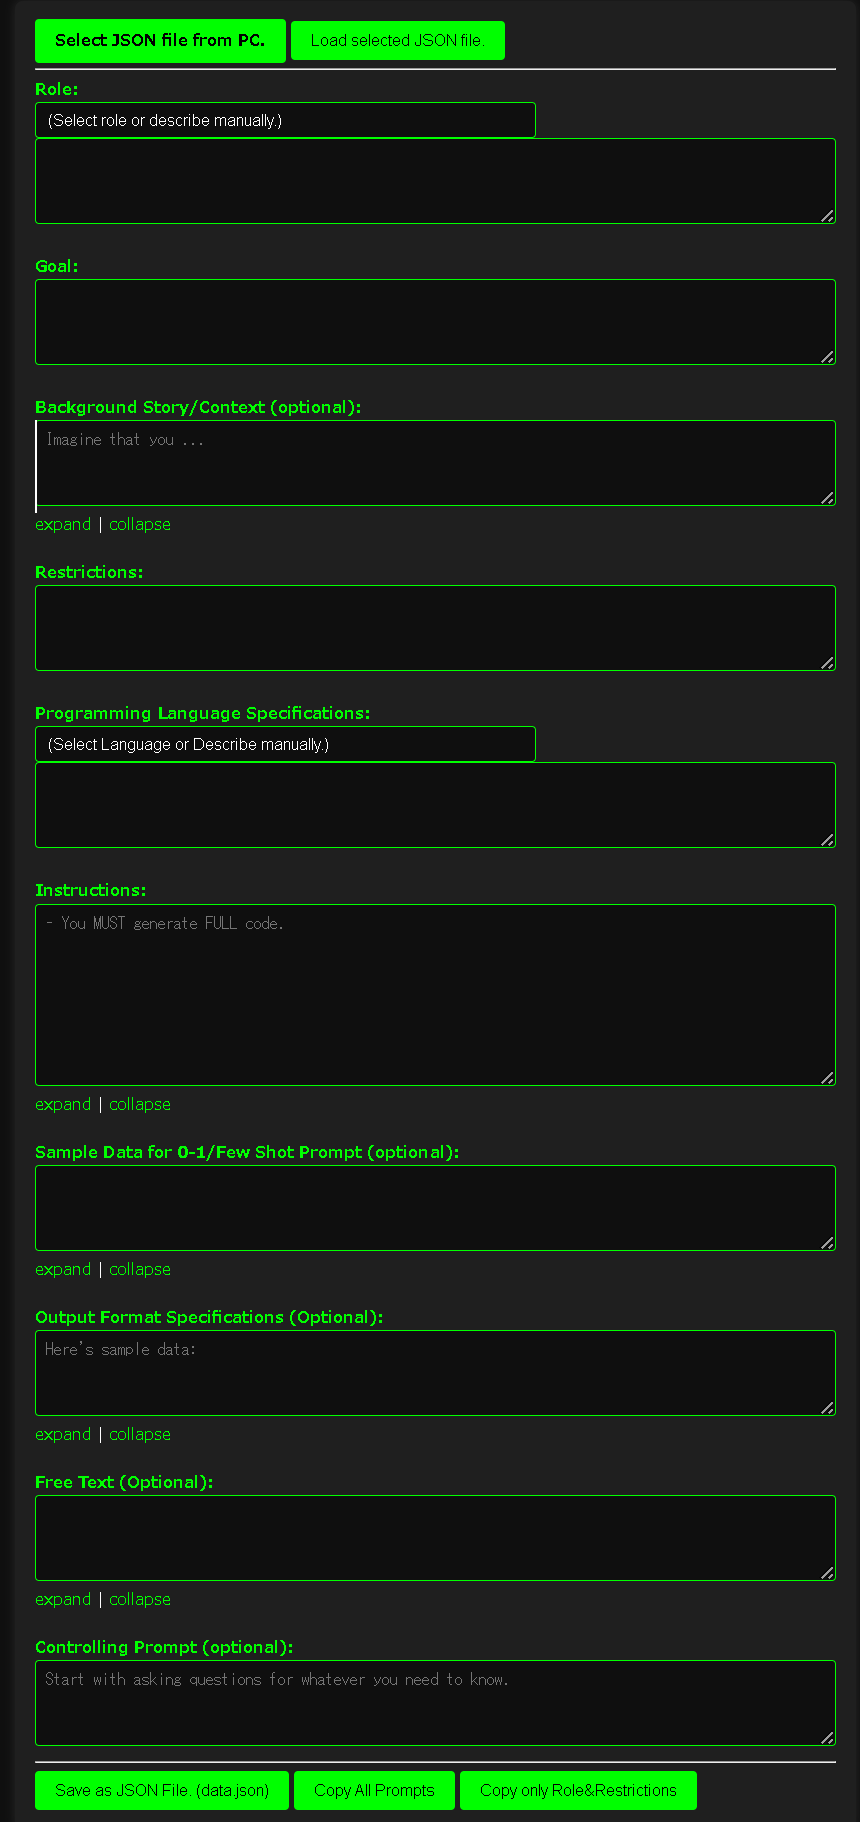 Select JSON file from PC. Load selected JSON file.
Role:
(Select role or describe manually.)
Goal:
Background Story/Context (optional):
Imagine that you ...
expand | collapse
Restrictions:
Programming Language Specifications:
(Select Language or Describe manually.)
Instructions:
- You MUST generate FULL code.
expand | collapse
Sample Data for 0-1/Few Shot Prompt (optional):
expand | collapse
Output Format Specifications (Optional):
Here's sample data:
expand | collapse
Free Text (Optional):
expand | collapse
Controlling Prompt (optional):
Start with asking questions for whatever you need to know.
Save as JSON File. (data.json) Copy All Prompts Copy only Role&Restrictions